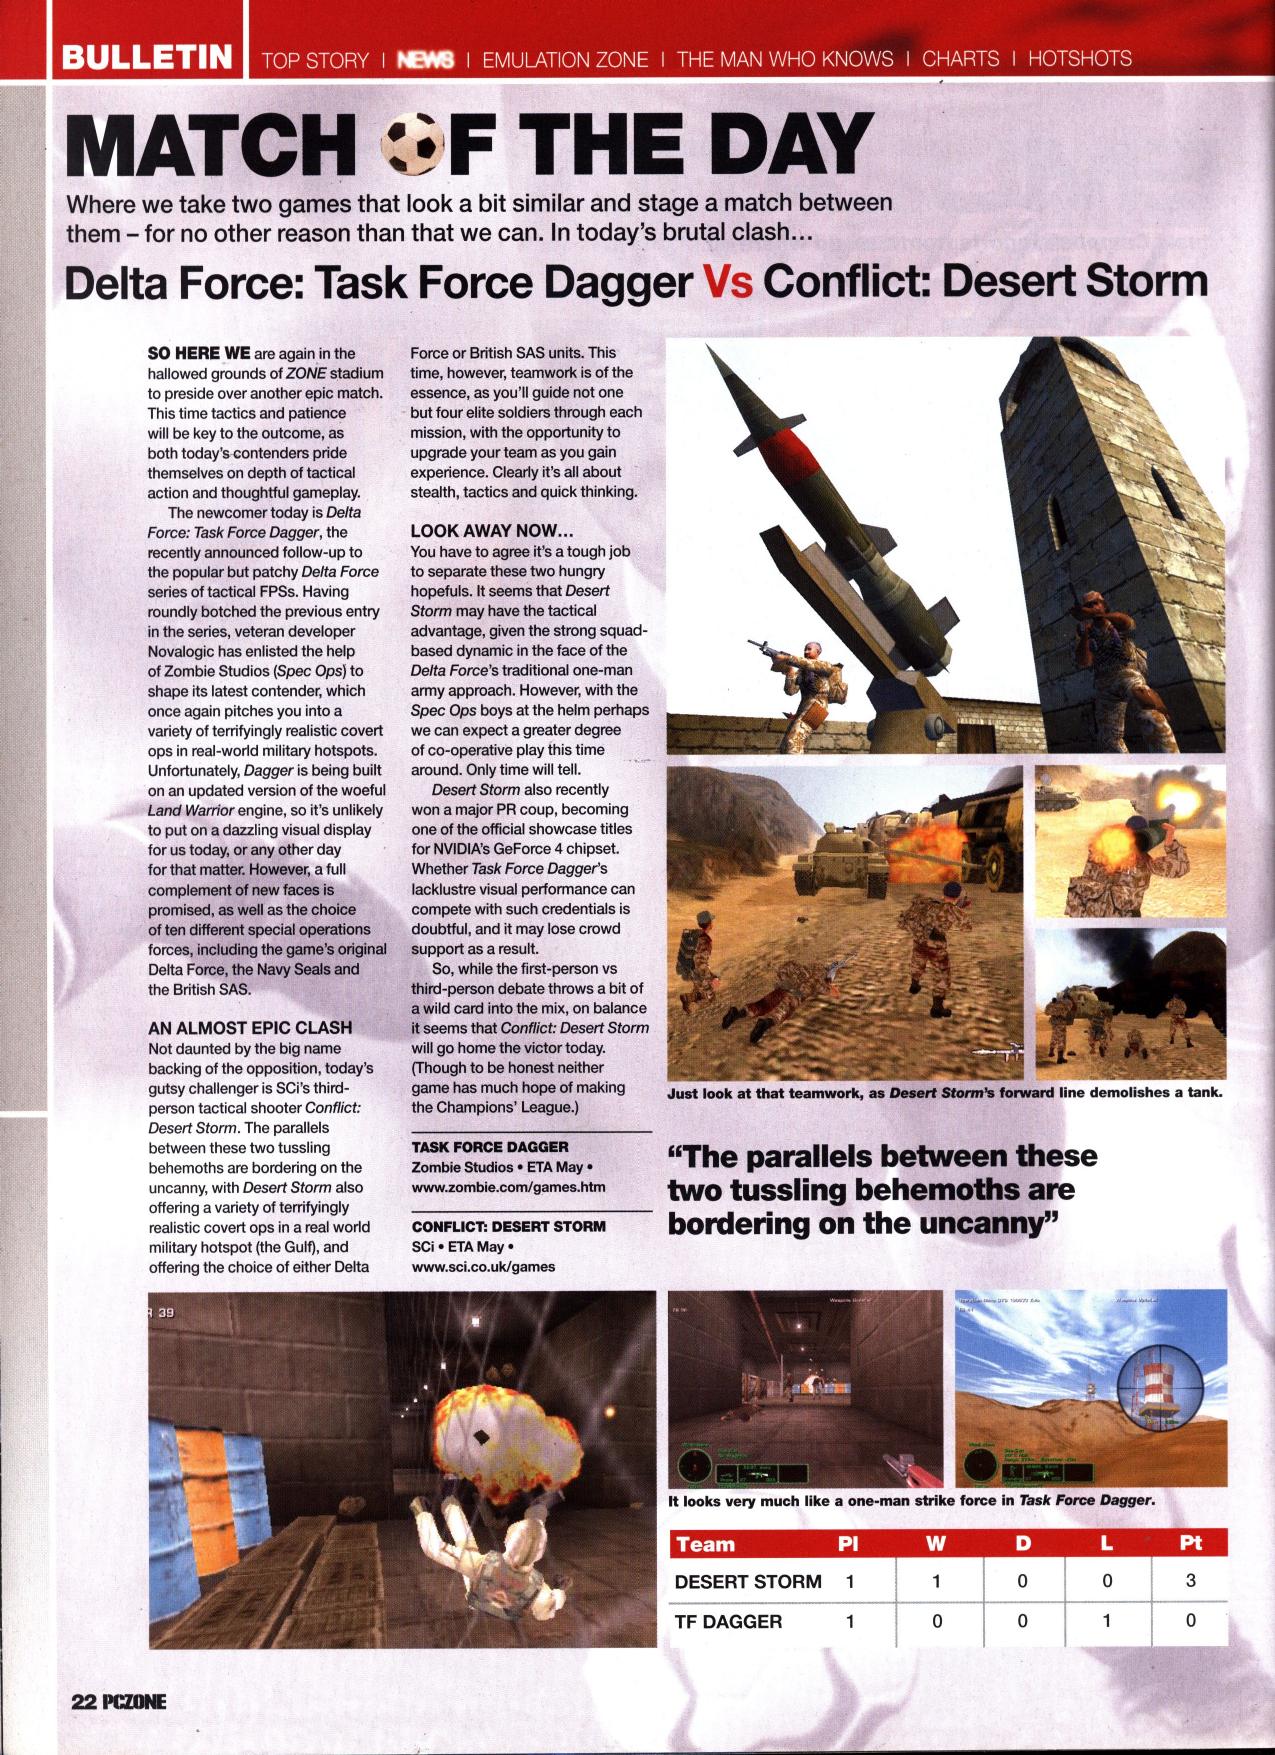 BULLETIN
TOP STORY | NEWS | EMULATION ZONE | THE MAN WHO KNOWS | CHARTS | HOTSHOTS
MATCH OF THE DAY
Where we take two games that look a bit similar and stage a match between
them – for no other reason than that we can. In today's brutal clash...
Delta Force: Task Force Dagger Vs Conflict: Desert Storm
SO HERE WE are again in the
hallowed grounds of ZONE stadium
to preside over another epic match.
This time tactics and patience
will be key to the outcome, as
both today's contenders pride
themselves on depth of tactical
action and thoughtful gameplay.
The newcomer today is Delta
Force: Task Force Dagger, the
recently announced follow-up to
the popular but patchy Delta Force
series of tactical FPSs. Having
roundly botched the previous entry
in the series, veteran developer
Novalogic has enlisted the help
of Zombie Studios (Spec Ops) to
shape its latest contender, which
once again pitches you into a
variety of terrifyingly realistic covert
ops in real-world military hotspots.
Unfortunately, Dagger is being built
on an updated version of the woeful
Land Warrior engine, so it's unlikely
to put on a dazzling visual display
for us today, or any other day
for that matter. However, a full
complement of new faces is
promised, as well as the choice
of ten different special operations
forces, including the game's original
Delta Force, the Navy Seals and
the British SAS.
AN ALMOST EPIC CLASH
Not daunted by the big name
backing of the opposition, today's
gutsy challenger is SCi's third-
person tactical shooter Conflict:
Desert Storm. The parallels
between these two tussling
behemoths are bordering on the
uncanny, with Desert Storm also
offering a variety of terrifyingly
realistic covert ops in a real world
military hotspot (the Gulf), and
offering the choice of either Delta
Force or British SAS units. This
time, however, teamwork is of the
essence, as you'll guide not one
but four elite soldiers through each
mission, with the opportunity to
upgrade your team as you gain
experience. Clearly it's all about
stealth, tactics and quick thinking.
LOOK AWAY NOW...
You have to agree it's a tough job
to separate these two hungry
hopefuls. It seems that Desert
Storm may have the tactical
advantage, given the strong squad-
based dynamic in the face of the
Delta Force's traditional one-man
army approach. However, with the
Spec Ops boys at the helm perhaps
we can expect a greater degree
of co-operative play this time
around. Only time will tell.
Desert Storm also recently
won a major PR coup, becoming
one of the official showcase titles
for NVIDIA's GeForce 4 chipset.
Whether Task Force Dagger's
lacklustre visual performance can
compete with such credentials is
doubtful, and it may lose crowd
support as a result.
So, while the first-person vs
third-person debate throws a bit of
a wild card into the mix, on balance
it seems that Conflict: Desert Storm
will go home the victor today.
(Though to be honest neither
game has much hope of making
the Champions' League.)
TASK FORCE DAGGER
Zombie Studios • ETA May •
www.zombie.com/games.htm
CONFLICT: DESERT STORM
SCi • ETA May •
www.sci.co.uk/games
Just look at that teamwork, as Desert Storm's forward line demolishes a tank.
“The parallels between these
two tussling behemoths are
bordering on the uncanny”
39
It looks very much like a one-man strike force in Task Force Dagger.
Team Pl W D L Pt
DESERT STORM 1 1 0 0 3
TF DAGGER 1 0 0 1 0
22 PCZONE